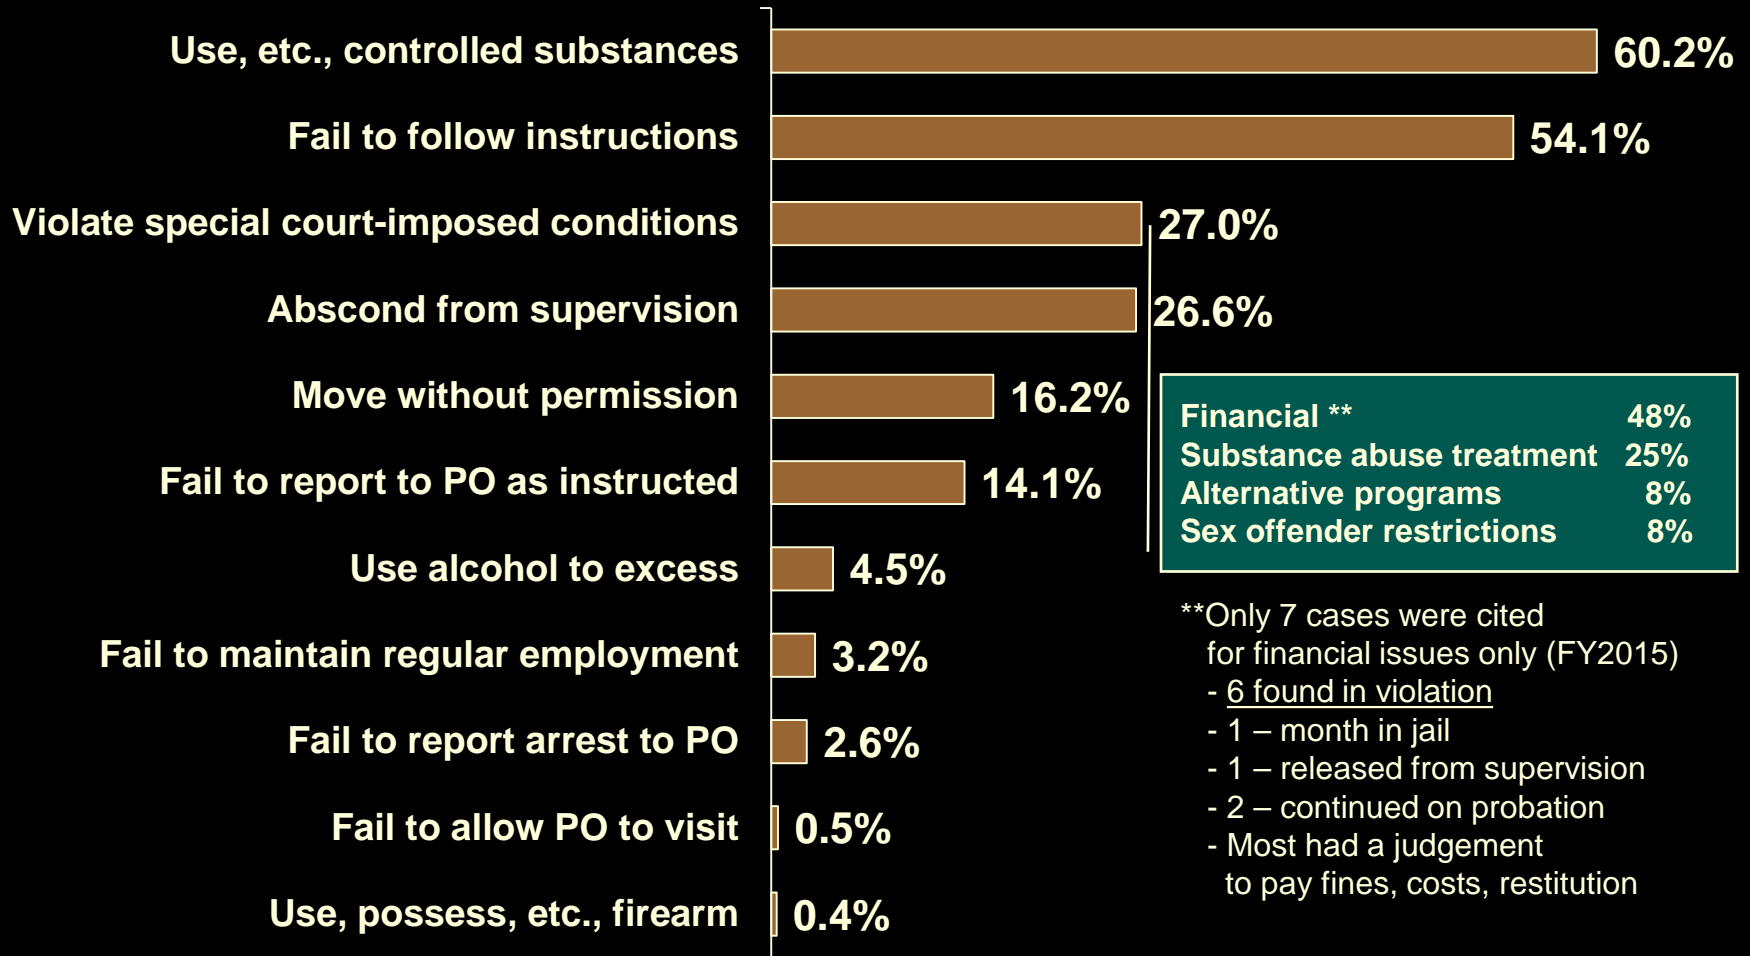 Use, etc., controlled substances 60.2%
Fail to follow instructions 54.1%
Violate special court-imposed conditions 27.0%
Abscond from supervision 26.6%
Move without permission 16.2%
Fail to report to PO as instructed 14.1%
Use alcohol to excess 4.5%
Fail to maintain regular employment 3.2%
Fail to report arrest to PO 2.6%
Fail to allow PO to visit 0.5%
Use, possess, etc., firearm 0.4%
Financial ** 48%
Substance abuse treatment 25%
Alternative programs 8%
Sex offender restrictions 8%
**Only 7 cases were cited
for financial issues only (FY2015)
- 6 found in violation
- 1 – month in jail
- 1 – released from supervision
- 2 – continued on probation
- Most had a judgement
to pay fines, costs, restitution